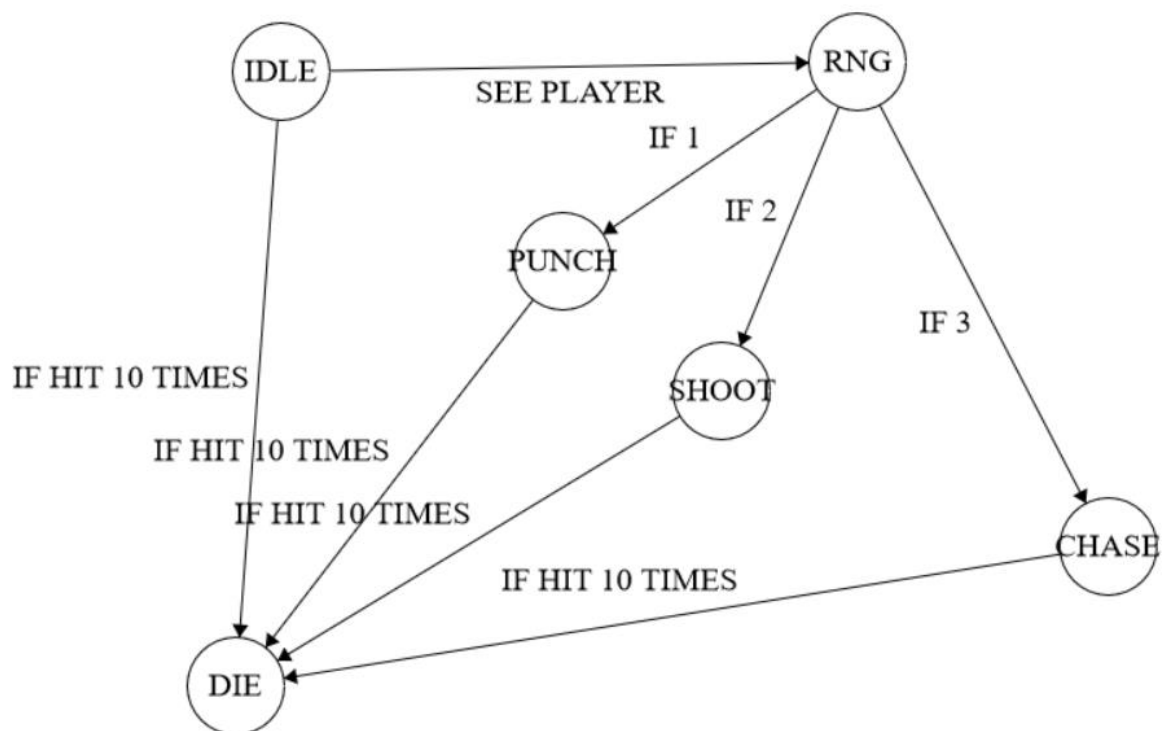 IDLE
RNG
SEE PLAYER
IF 1
IF 2
PUNCH
IF 3
IF HIT 10 TIMES
SHOOT
IF HIT 10 TIMES
IF HIT 10 TIMES
CHASE
IF HIT 10 TIMES
DIE